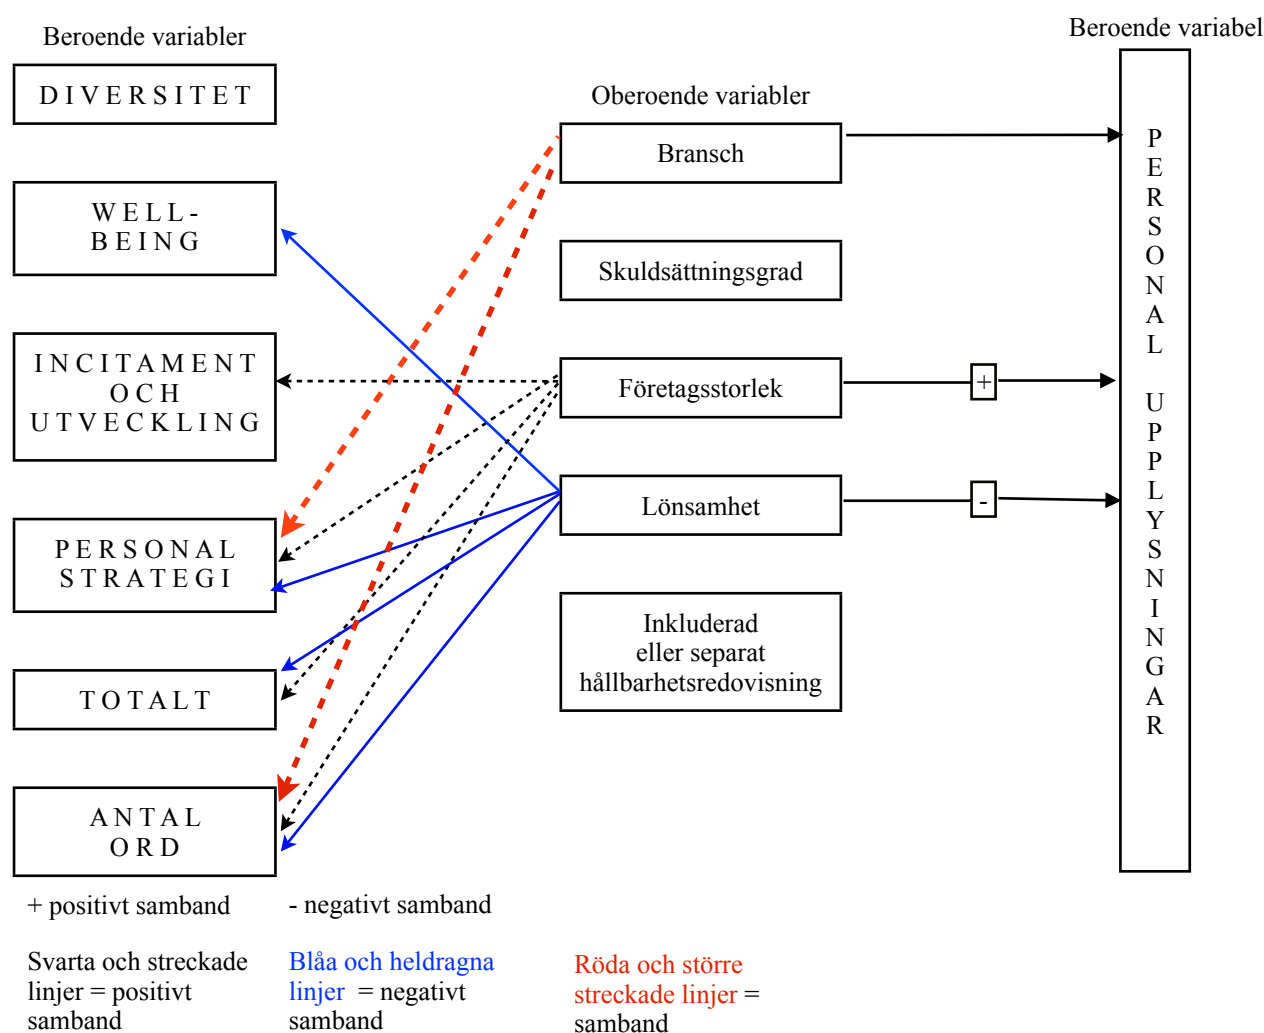 Beroende variabler
DIVERSITET
WELL-
BEING
INCITAMENT
OCH
UTVECKLING
PERSONAL
STRATEGI
TOTALT
ANTAL
ORD
Oberoende variabler
Bransch
Skuldsättningsgrad
Företagsstorlek
Lönsamhet
Inkluderad
eller separat
hållbarhetsredovisning
+
-
Beroende variabel
PERSONAL UPPLYSNINGAR
+ positivt samband
- negativt samband
Svarta och streckade
linjer = positivt
samband
Blåa och heldragna
linjer = negativt
samband
Röda och större
streckade linjer =
samband